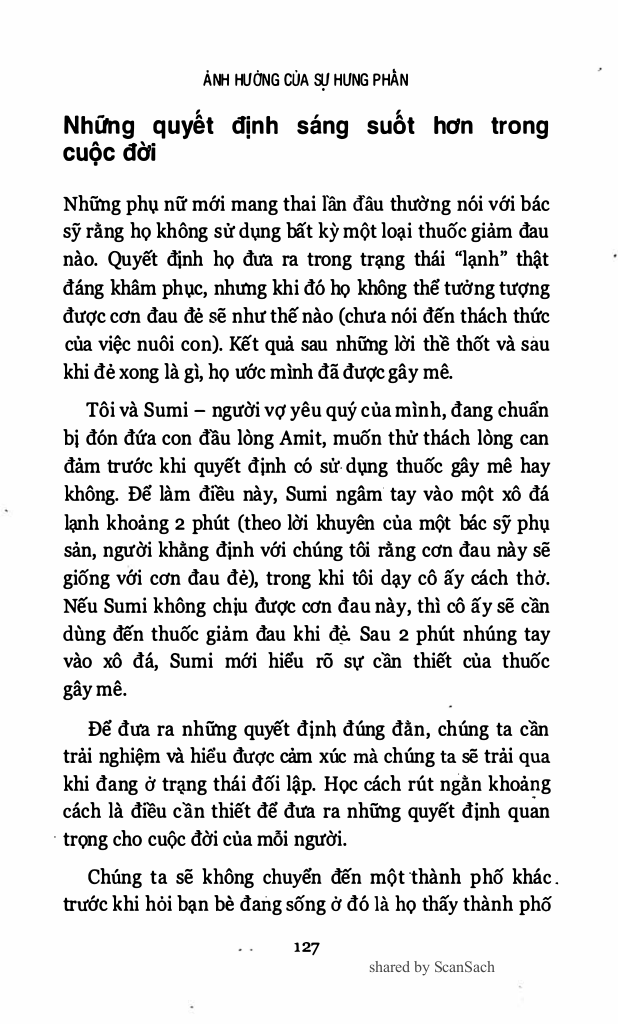 ẢNH HƯỞNG CỦA SỰ HƯNG PHẤN
Những quyết định sáng suốt hơn trong
cuộc đời
Những phụ nữ mới mang thai lần đầu thường nói với bác
sỹ rằng họ không sử dụng bất kỳ một loại thuốc giảm đau
nào. Quyết định họ đưa ra trong trạng thái “lạnh” thật
đáng khâm phục, nhưng khi đó họ không thể tưởng tượng
được cơn đau đẻ sẽ như thế nào (chưa nói đến thách thức
của việc nuôi con). Kết quả sau những lời thề thốt và sau
khi đẻ xong là gì, họ ước mình đã được gây mê.
Tôi và Sumi – người vợ yêu quý của mình, đang chuẩn
bị đón đứa con đầu lòng Amit, muốn thử thách lòng can
đảm trước khi quyết định có sử dụng thuốc gây mê hay
không. Để làm điều này, Sumi ngâm tay vào một xô đá
lạnh khoảng 2 phút (theo lời khuyên của một bác sỹ phụ
sản, người khẳng định với chúng tôi rằng cơn đau này sẽ
giống với cơn đau đẻ), trong khi tôi dạy cô ấy cách thở.
Nếu Sumi không chịu được cơn đau này, thì cô ấy sẽ cần
dùng đến thuốc giảm đau khi đẻ. Sau 2 phút nhúng tay
vào xô đá, Sumi mới hiểu rõ sự cần thiết của thuốc
gây mê.
Để đưa ra những quyết định đúng đắn, chúng ta cần
trải nghiệm và hiểu được cảm xúc mà chúng ta sẽ trải qua
khi đang ở trạng thái đối lập. Học cách rút ngắn khoảng
cách là điều cần thiết để đưa ra những quyết định quan
trọng cho cuộc đời của mỗi người.
Chúng ta sẽ không chuyển đến một thành phố khác
trước khi hỏi bạn bè đang sống ở đó là họ thấy thành phố
127
shared by ScanSach